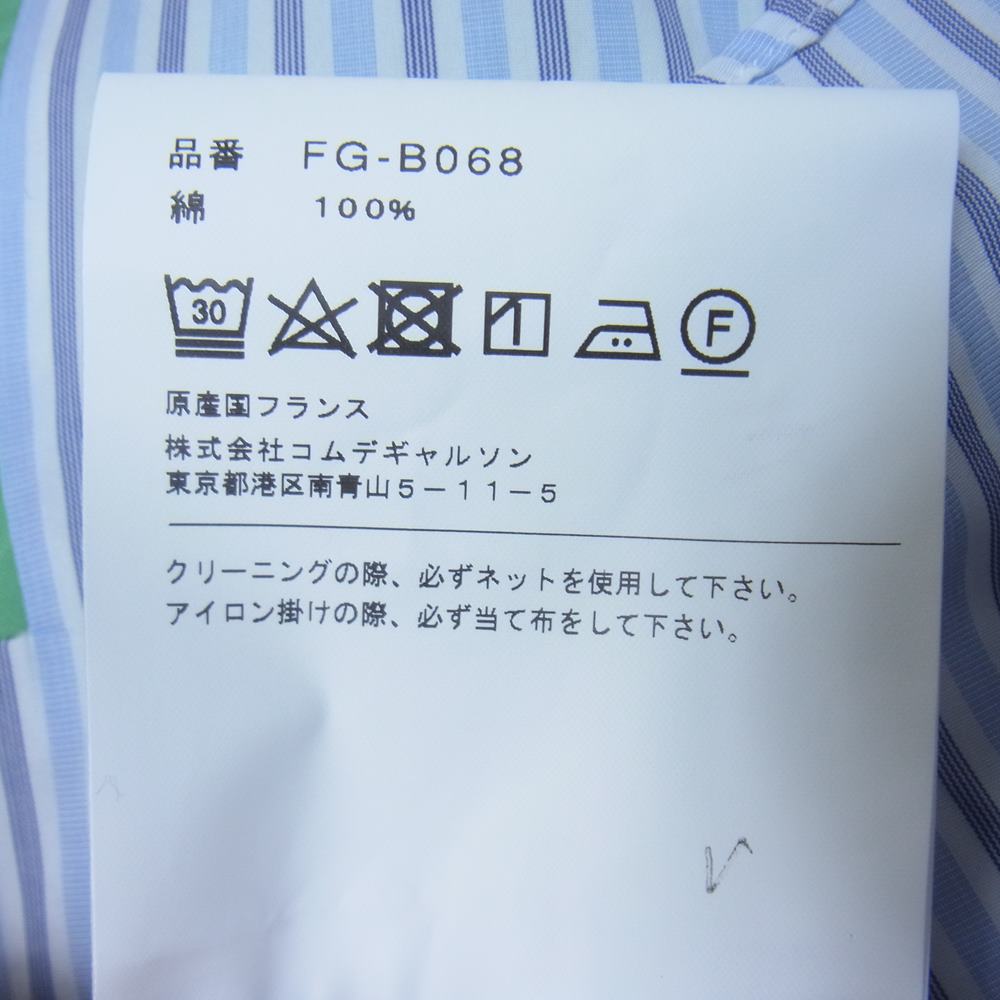 品番 FG-B068
綿 100%
30 F
原産国フランス
株式会社コムデギャルソン
東京都港区南青山5-11-5
クリーニングの際、必ずネットを使用して下さい。
アイロン掛けの際、必ず当て布をして下さい。